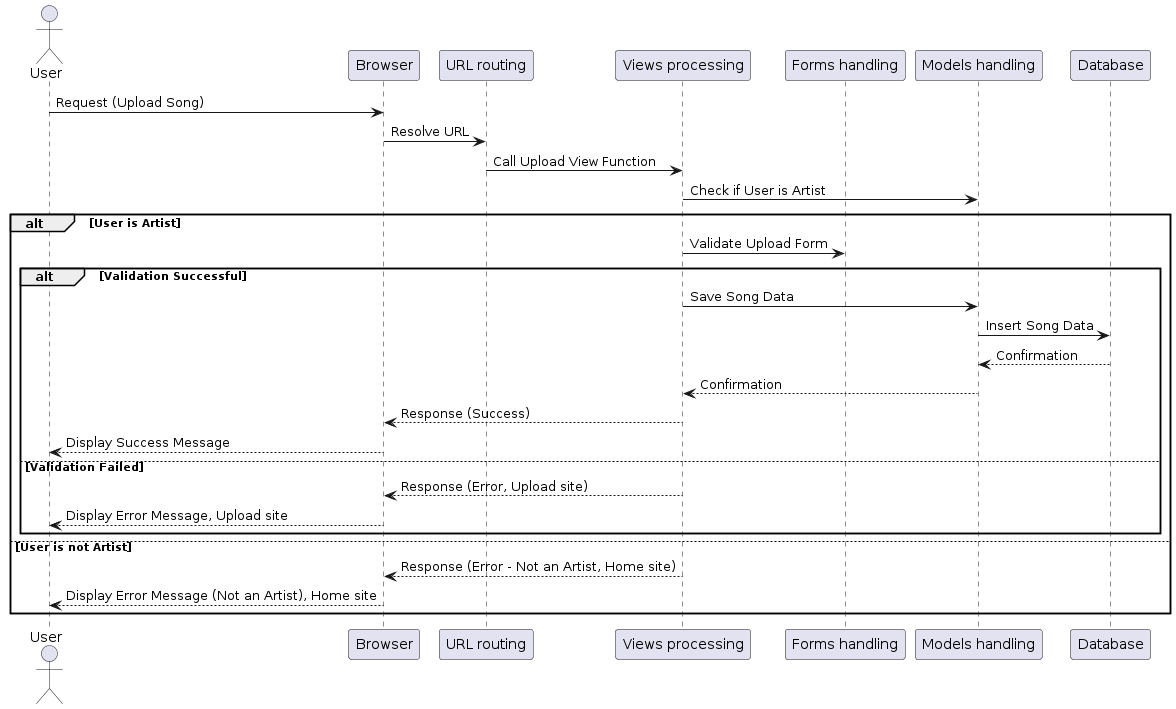 User
Browser
URL routing
Views processing
Forms handling
Models handling
Database
Request (Upload Song)
Resolve URL
Call Upload View Function
Check if User is Artist
alt
[User is Artist]
Validate Upload Form
alt
[Validation Successful]
Save Song Data
Insert Song Data
Confirmation
Confirmation
Response (Success)
Display Success Message
[Validation Failed]
Response (Error, Upload site)
Display Error Message, Upload site
[User is not Artist]
Response (Error - Not an Artist, Home site)
Display Error Message (Not an Artist), Home site
User
Browser
URL routing
Views processing
Forms handling
Models handling
Database